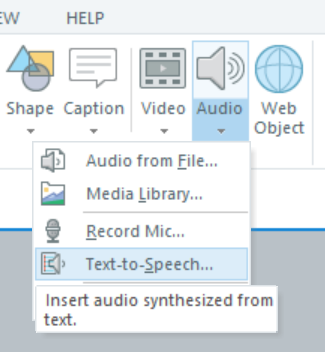 EW HELP
Shape Caption Video Audio Web
Object
Audio from File...
Media Library...
Record Mic...
Text-to-Speech...
Insert audio synthesized from
text.